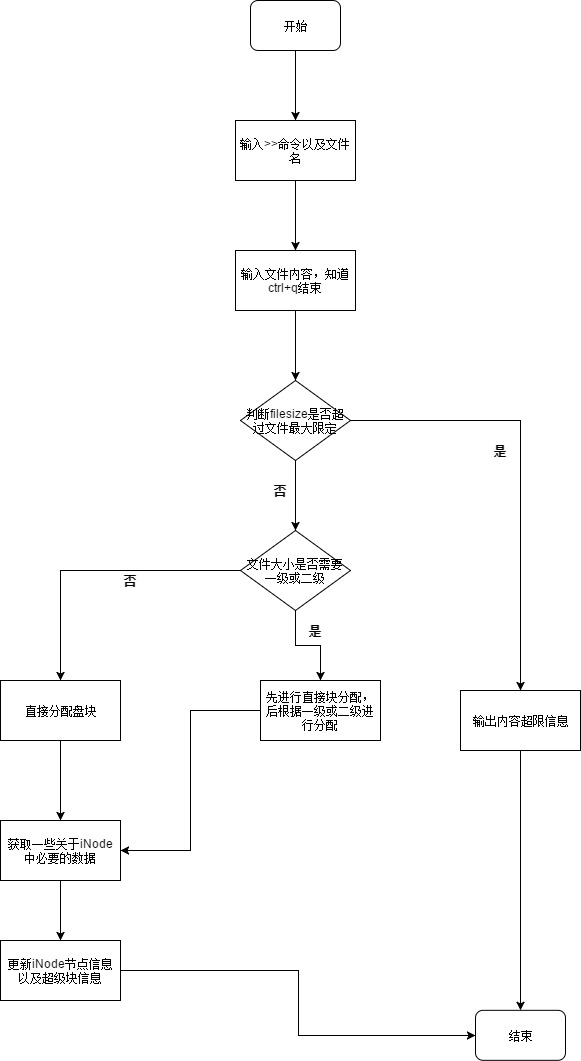 开始
输入>>命令以及文件
名
输入文件内容，知道
ctrl+q结束
判断filesize是否超
过文件最大限定
是
否
文件大小是否需要
一级或二级
否
是
直接分配盘块
先进行直接块分配，
后根据一级或二级进
行分配
输出内容超限信息
获取一些关于iNode
中必要的数据
更新iNode节点信息
以及超级块信息
结束